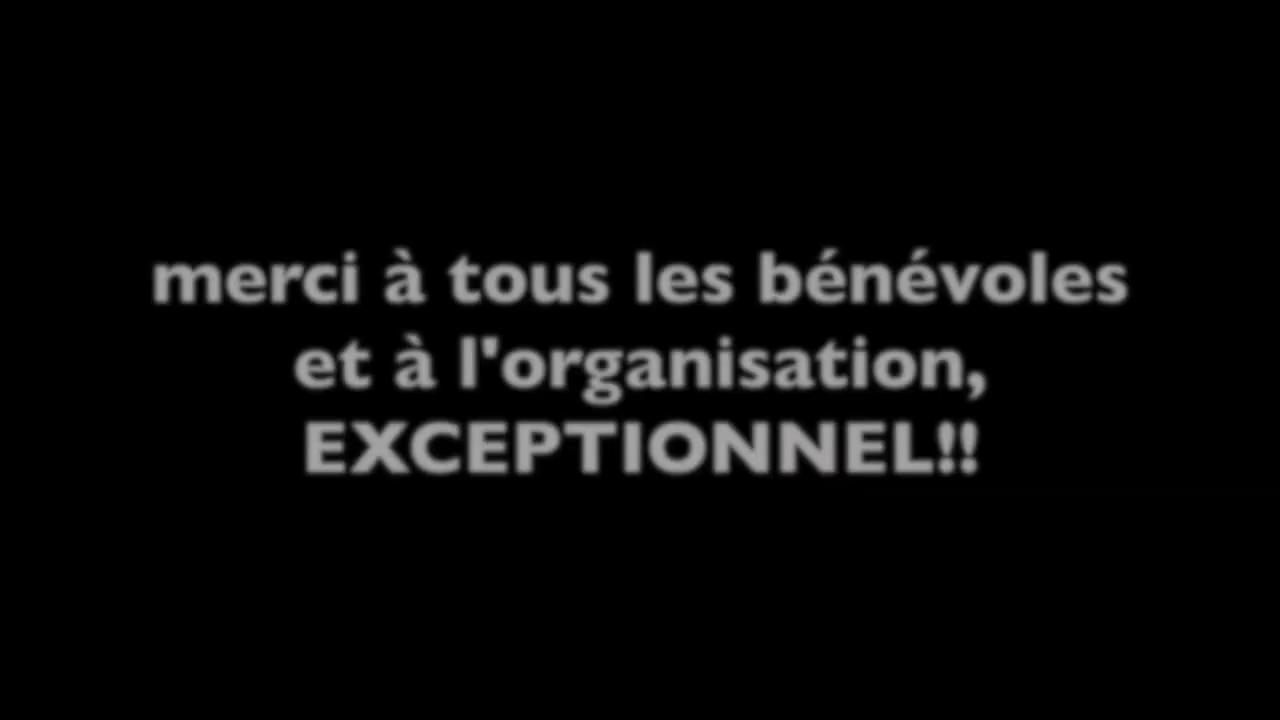 merci à tous les bénévoles
et à l'organisation,
EXCEPTIONNEL!!